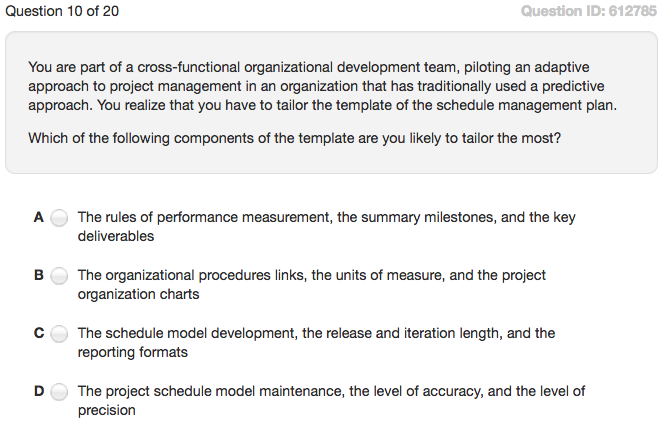 Question 10 of 20
Question ID: 612785
You are part of a cross-functional organizational development team, piloting an adaptive
approach to project management in an organization that has traditionally used a predictive
approach. You realize that you have to tailor the template of the schedule management plan.
Which of the following components of the template are you likely to tailor the most?
A The rules of performance measurement, the summary milestones, and the key
deliverables
B The organizational procedures links, the units of measure, and the project
organization charts
C The schedule model development, the release and iteration length, and the
reporting formats
D The project schedule model maintenance, the level of accuracy, and the level of
precision